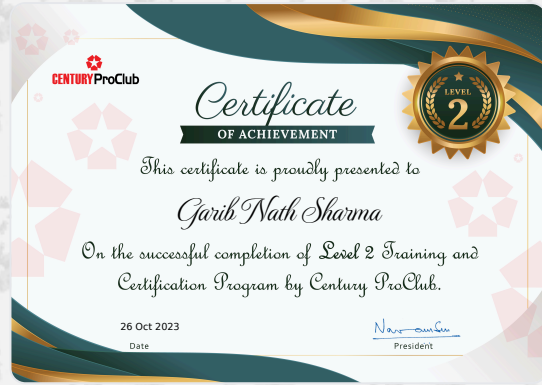 CENTURY ProClub
Certificate
OF ACHIEVEMENT
LEVEL
2
This certificate is proudly presented to
Garib Nath Sharma
On the successful completion of Level 2 Training and
Certification Program by Century ProClub.
26 Oct 2023
Date
President